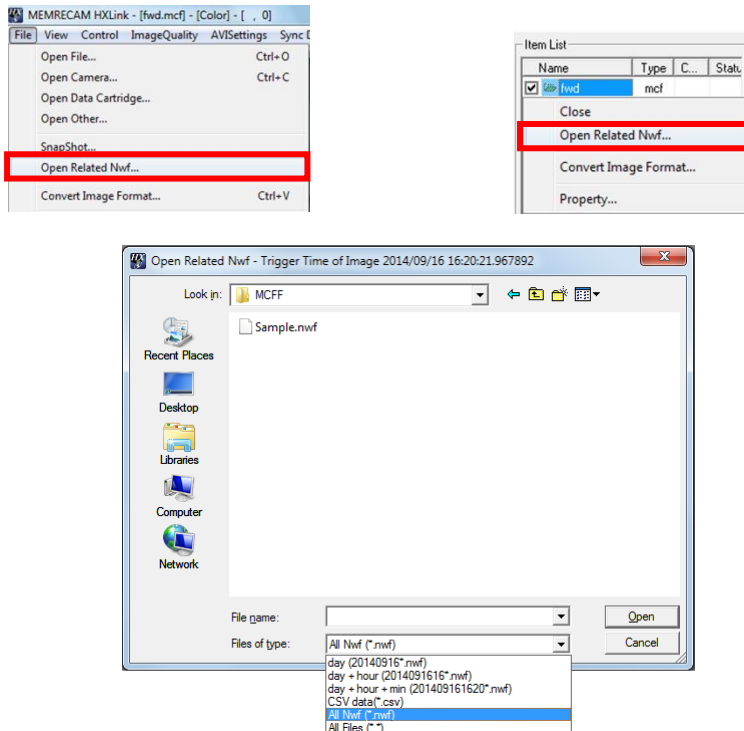 MEMRECAM HXLink - [fwd.mcf] - [Color] - [ , 0]
File View Control ImageQuality AVISettings Sync
Open File... Ctrl+O
Open Camera... Ctrl+C
Open Data Cartridge...
Open Other...
SnapShot...
Open Related Nwf...
Convert Image Format... Ctrl+V
Item List
Name Type C... Statu
fwd mcf
Close
Open Related Nwf...
Convert Image Format...
Property...
Open Related Nwf - Trigger Time of Image 2014/09/16 16:20:21.967892
Look in: MCFF
Sample.nwf
Recent Places
Desktop
Libraries
Computer
Network
File name: Open
Files of type: All Nwf (*.nwf) Cancel
day (20140916*.nwf)
day + hour (2014091616*.nwf)
day + hour + min (201409161620*.nwf)
CSV data(*.csv)
All Nwf (*.nwf)
All Files (*.*)